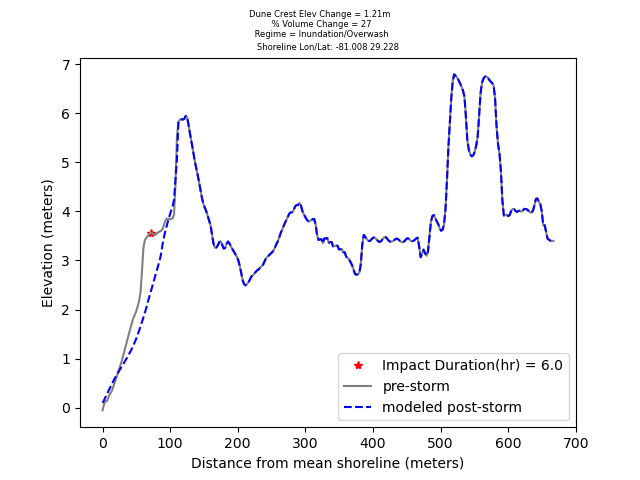 Dune Crest Elev Change = 1.21m
% Volume Change = 27
Regime = Inundation/Overwash
Shoreline Lon/Lat: -81.008 29.228
7
6
5
4
3
2
1
0
Elevation (meters)
Impact Duration(hr) = 6.0
pre-storm
modeled post-storm
0 100 200 300 400 500 600 700
Distance from mean shoreline (meters)